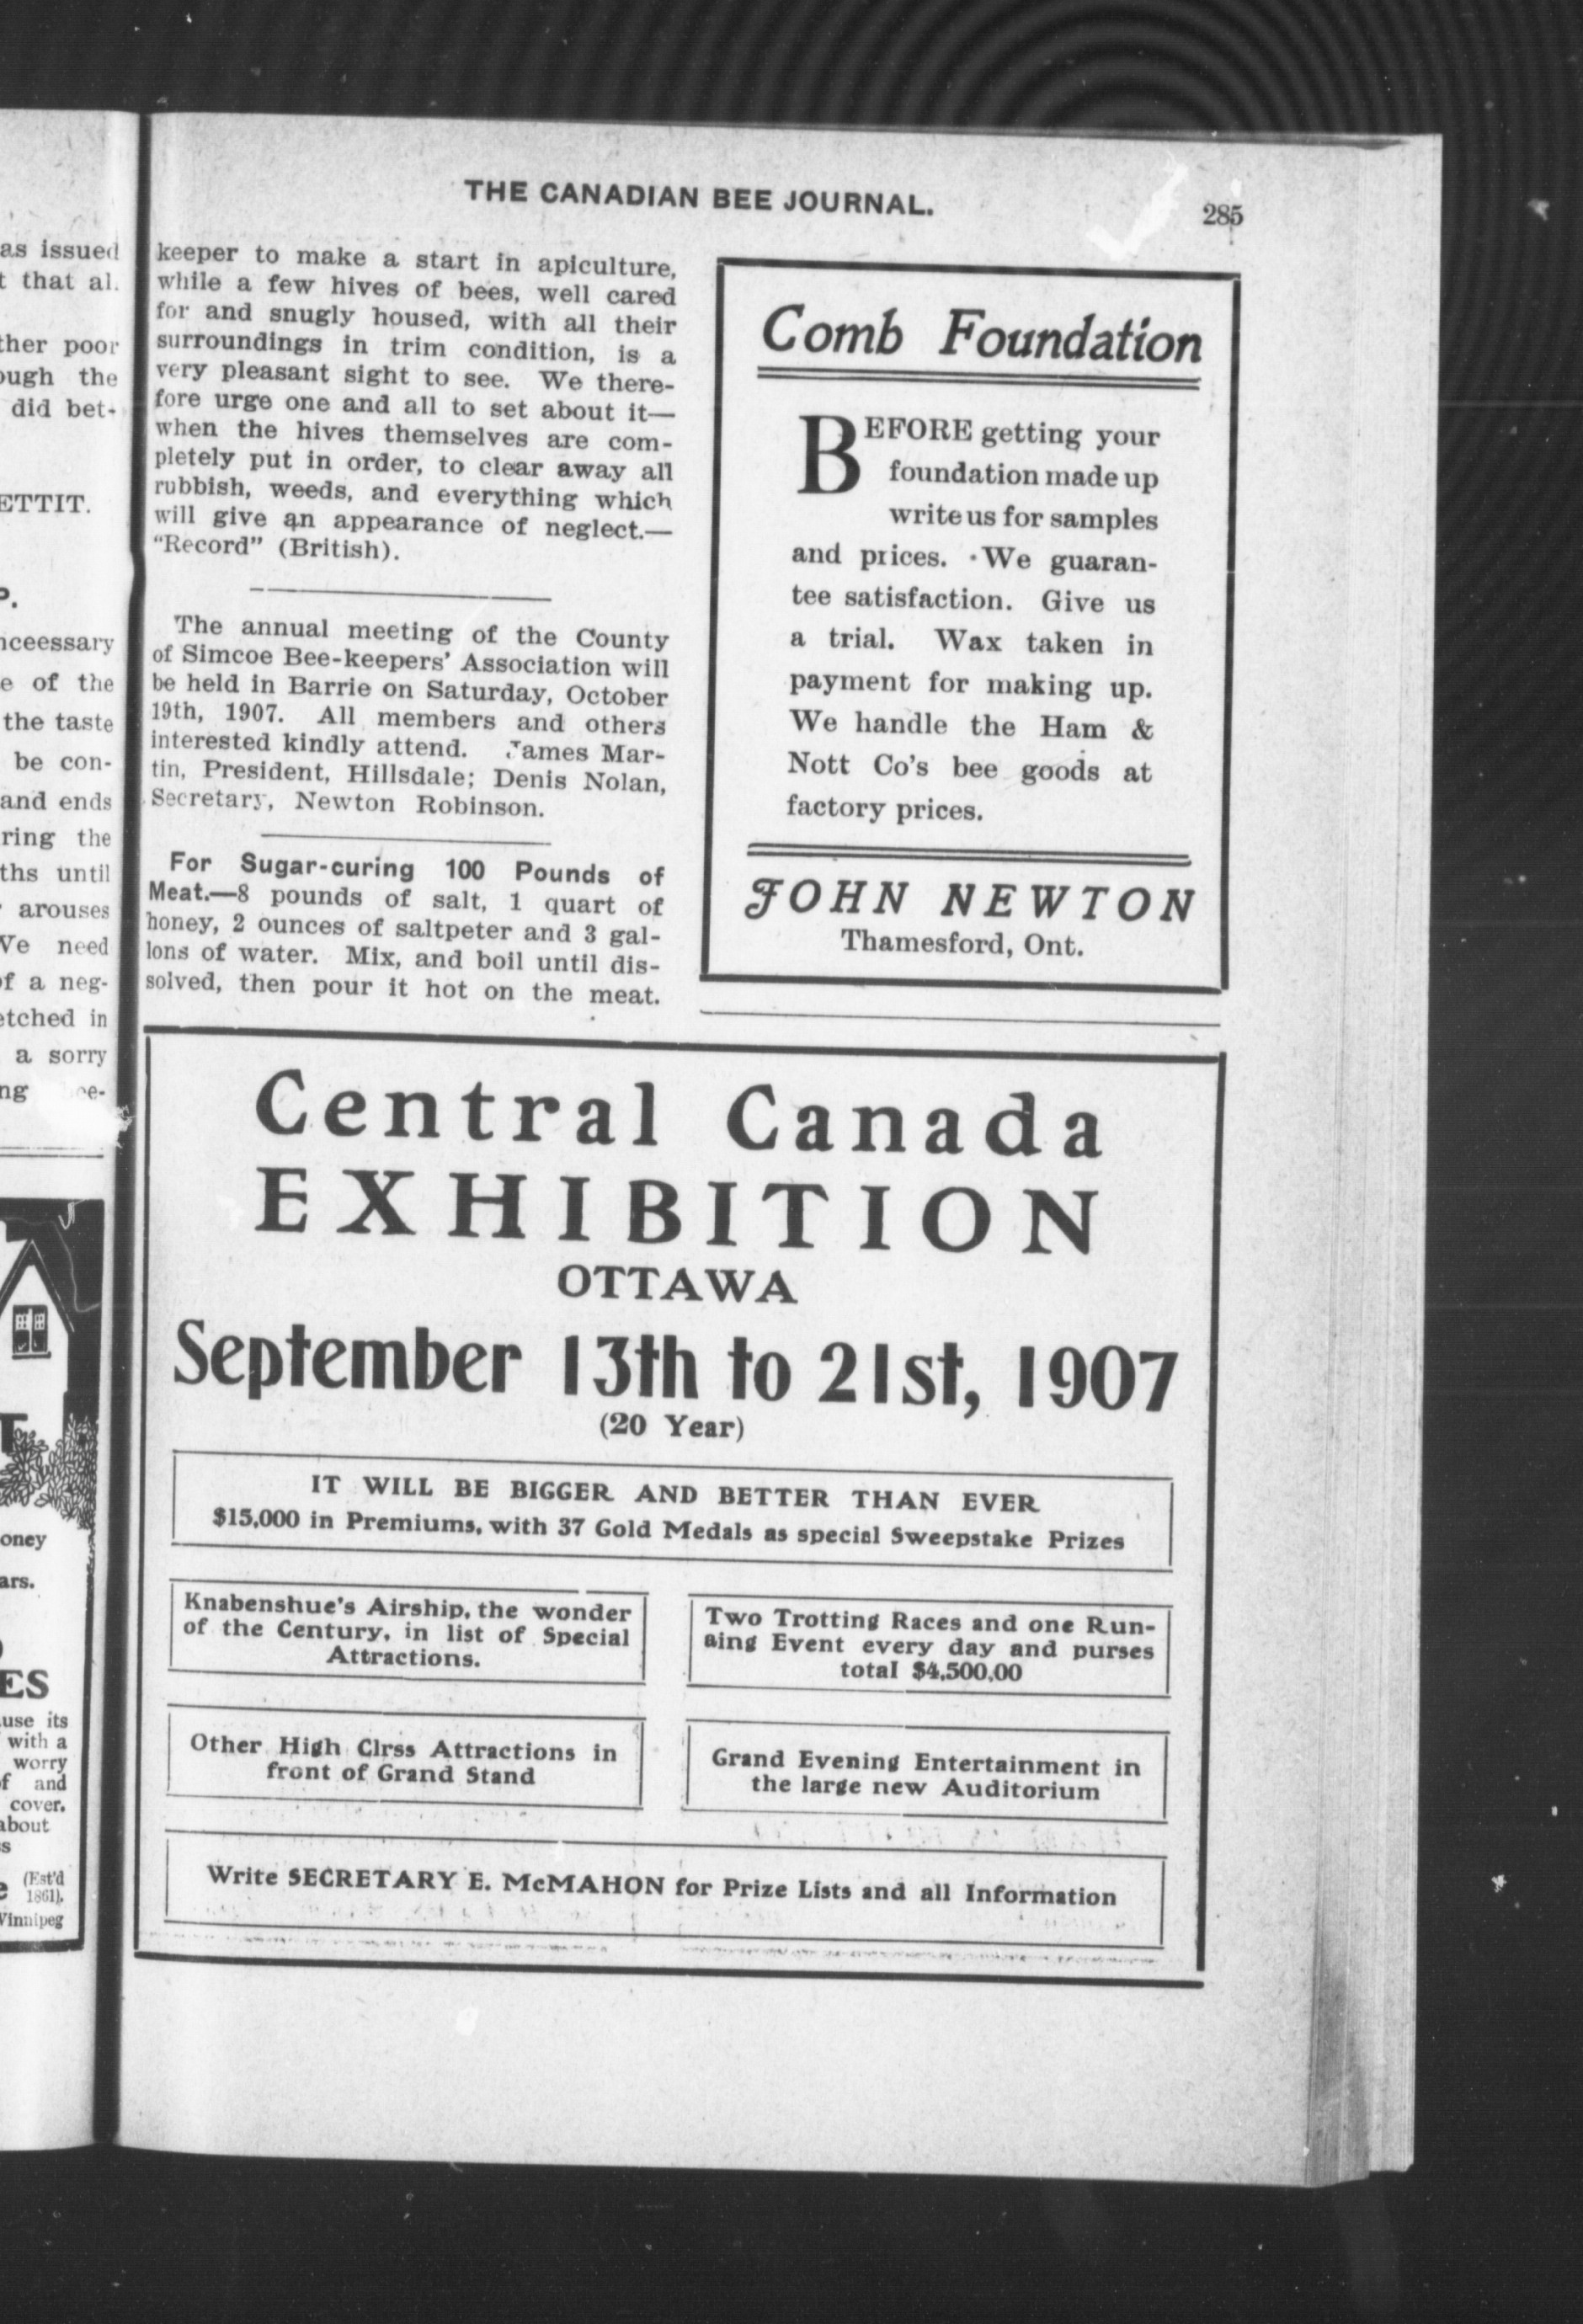 THE CANADIAN BEE JOURNAL.
285
keeper to make a start in apiculture,
while a few hives of bees, well cared
for and snugly housed, with all their
surroundings in trim condition, is a
very pleasant sight to see. We there-
fore urge one and all to set about it—
when the hives themselves are com-
pletely put in order, to clear away all
rubbish, weeds, and everything which
will give an appearance of neglect.—
"Record" (British).
The annual meeting of the County
of Simcoe Bee-keepers' Association will
be held in Barrie on Saturday, October
19th, 1907. All members and others
interested kindly attend. James Mar-
tin, President, Hillsdale; Denis Nolan,
Secretary, Newton Robinson.
For Sugar-curing 100 Pounds of
Meat.—8 pounds of salt, 1 quart of
honey, 2 ounces of saltpeter and 3 gal-
lons of water. Mix, and boil until dis-
solved, then pour it hot on the meat.
Comb Foundation
BEFORE getting your
foundation made up
write us for samples
and prices. We guaran-
tee satisfaction. Give us
a trial. Wax taken in
payment for making up.
We handle the Ham &
Nott Co's bee goods at
factory prices.
JOHN NEWTON
Thamesford, Ont.
Central Canada
EXHIBITION
OTTAWA
September 13th to 21st, 1907
(20 Year)
IT WILL BE BIGGER AND BETTER THAN EVER
$15,000 in Premiums, with 37 Gold Medals as special Sweepstake Prizes
Knabenshue's Airship, the wonder
of the Century, in list of Special
Attractions.
Two Trotting Races and one Run-
aing Event every day and purses
total $4,500,00
Other High Clrss Attractions in
front of Grand Stand
Grand Evening Entertainment in
the large new Auditorium
Write SECRETARY E. McMAHON for Prize Lists and all Information
as issued
that al.
ther poor
ough the
did bet-
ETTIT.
P.
nceessary
e of the
the taste
be con-
and ends
ring the
ths until
arouses
We need
of a neg-
etched in
a sorry
ng
T
oney
ars.
ES
use its
with a
worry
f and
cover.
about
s
(Est'd
1861).
Winnipeg